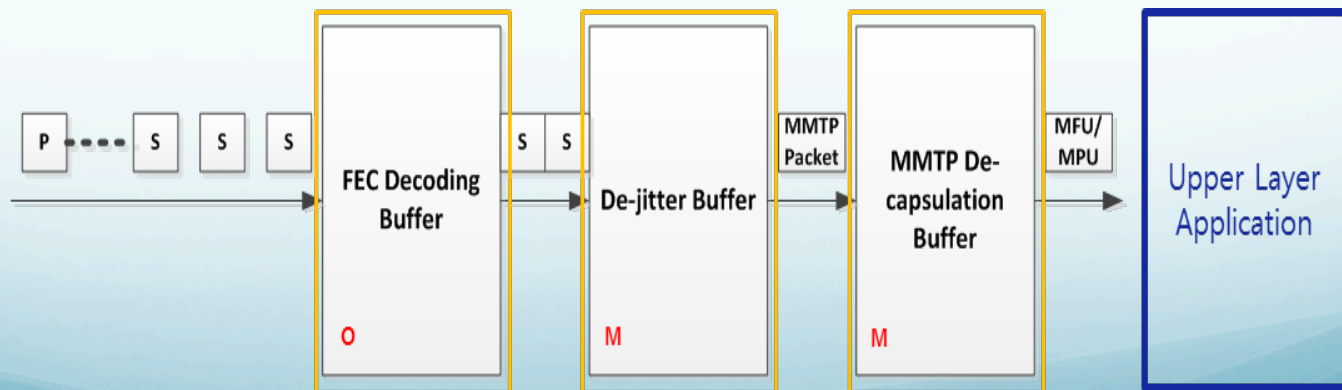 P S S S
FEC Decoding
Buffer
O
S S
De-jitter Buffer
M
MMTP
Packet
MMTP De-
capsulation
Buffer
M
MFU/
MPU
Upper Layer
Application